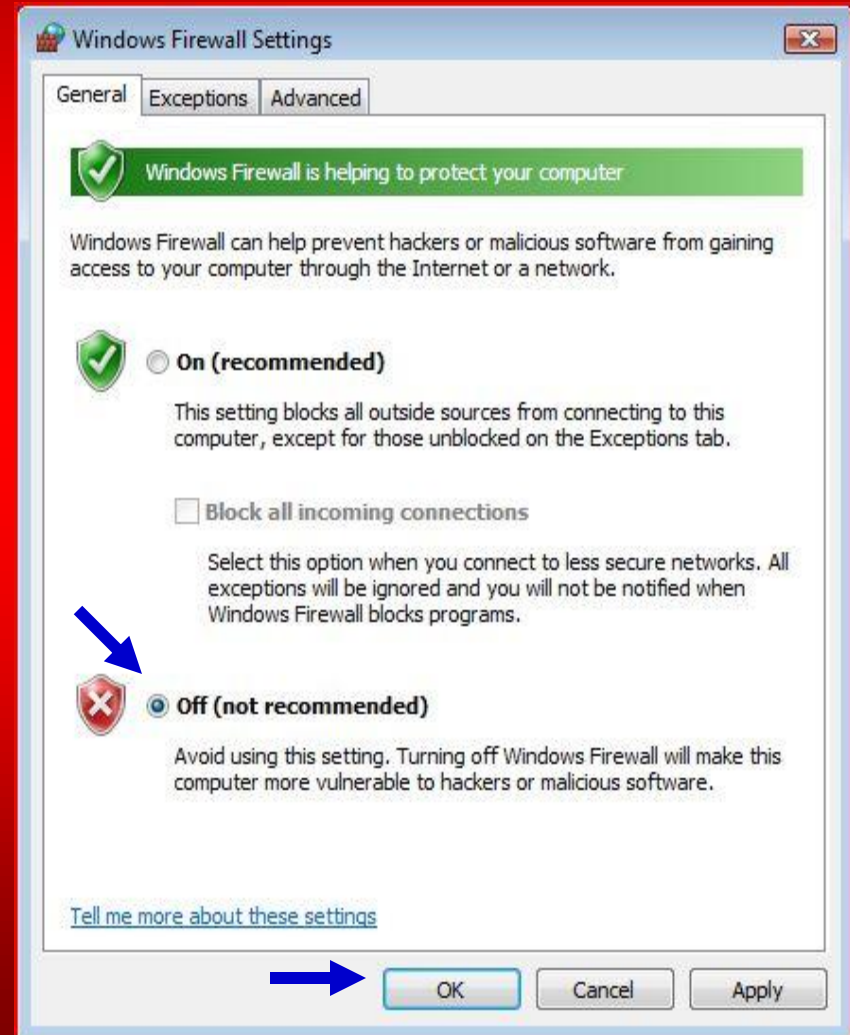 Windows Firewall Settings
General
Exceptions
Advanced
Windows Firewall is helping to protect your computer
Windows Firewall can help prevent hackers or malicious software from gaining
access to your computer through the Internet or a network.
On (recommended)
This setting blocks all outside sources from connecting to this
computer, except for those unblocked on the Exceptions tab.
Block all incoming connections
Select this option when you connect to less secure networks. All
exceptions will be ignored and you will not be notified when
Windows Firewall blocks programs.
Off (not recommended)
Avoid using this setting. Turning off Windows Firewall will make this
computer more vulnerable to hackers or malicious software.
Tell me more about these settings
OK
Cancel
Apply